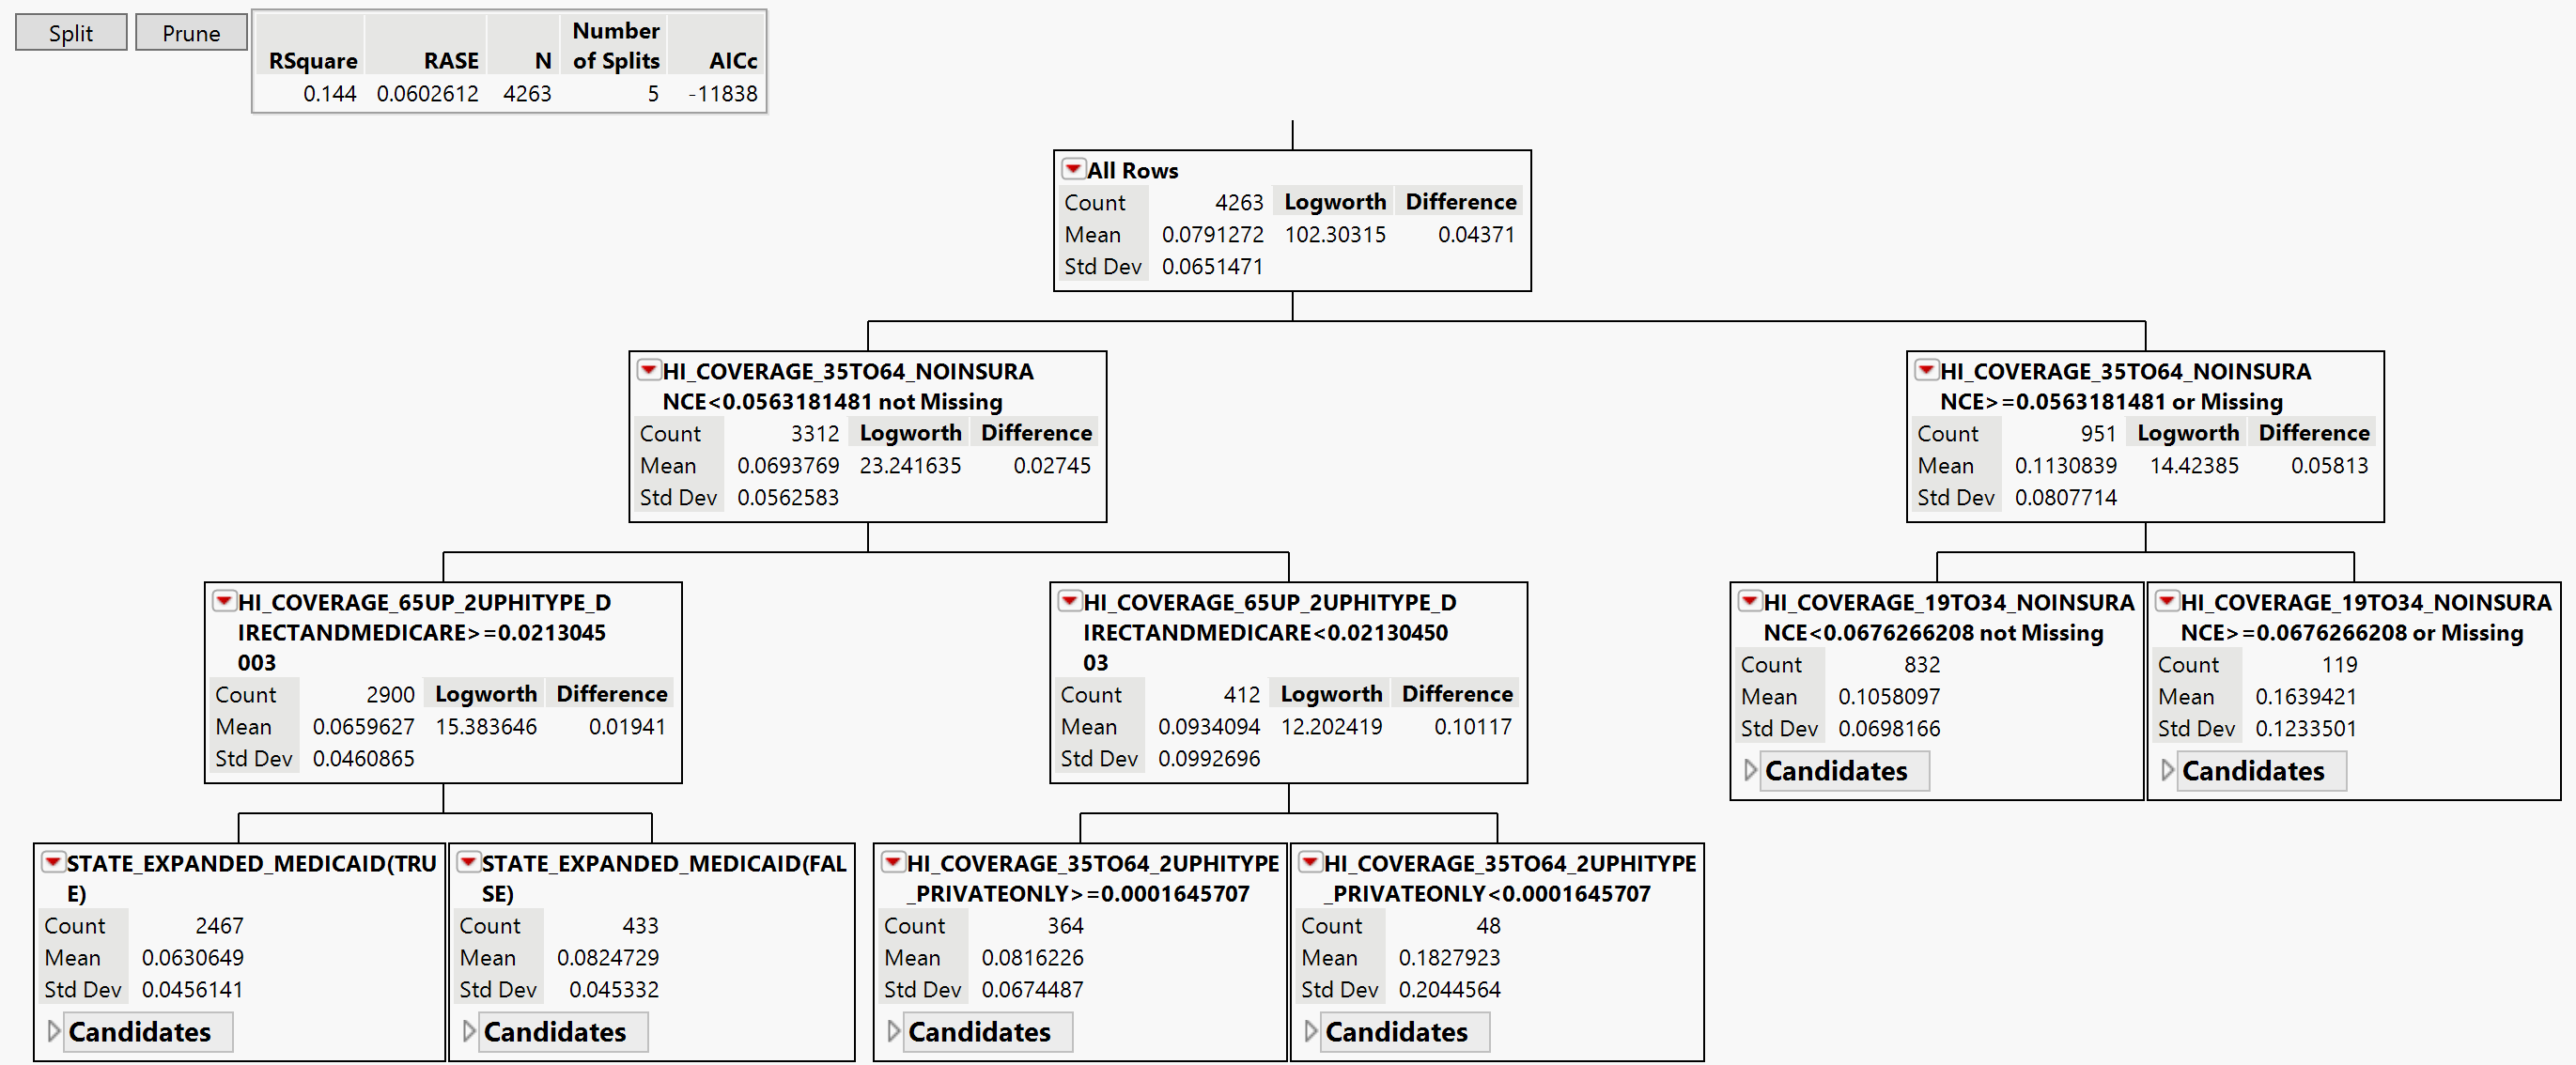 Split Prune
RSquare RASE N Number of Splits AICc
0.144 0.0602612 4263 5 -11838
All Rows
Count 4263 Logworth Difference
Mean 0.0791272 102.30315 0.04371
Std Dev 0.0651471
HI_COVERAGE_35TO64_NOINSURA
NCE<0.0563181481 not Missing
Count 3312 Logworth Difference
Mean 0.0693769 23.241635 0.02745
Std Dev 0.0562583
HI_COVERAGE_35TO64_NOINSURA
NCE>=0.0563181481 or Missing
Count 951 Logworth Difference
Mean 0.1130839 14.42385 0.05813
Std Dev 0.0807714
HI_COVERAGE_65UP_2UPHITYPE_D
IRECTANDMEDICARE>=0.0213045
003
Count 2900 Logworth Difference
Mean 0.0659627 15.383646 0.01941
Std Dev 0.0460865
HI_COVERAGE_65UP_2UPHITYPE_D
IRECTANDMEDICARE<0.02130450
03
Count 412 Logworth Difference
Mean 0.0934094 12.202419 0.10117
Std Dev 0.0992696
HI_COVERAGE_19TO34_NOINSURA
NCE<0.0676266208 not Missing
Count 832
Mean 0.1058097
Std Dev 0.0698166
Candidates
HI_COVERAGE_19TO34_NOINSURA
NCE>=0.0676266208 or Missing
Count 119
Mean 0.1639421
Std Dev 0.1233501
Candidates
STATE_EXPANDED_MEDICAID(TRU
E)
Count 2467
Mean 0.0630649
Std Dev 0.0456141
Candidates
STATE_EXPANDED_MEDICAID(FAL
SE)
Count 433
Mean 0.0824729
Std Dev 0.045332
Candidates
HI_COVERAGE_35TO64_2UPHITYPE
_PRIVATEONLY>=0.0001645707
Count 364
Mean 0.0816226
Std Dev 0.0674487
Candidates
HI_COVERAGE_35TO64_2UPHITYPE
_PRIVATEONLY<0.0001645707
Count 48
Mean 0.1827923
Std Dev 0.2044564
Candidates